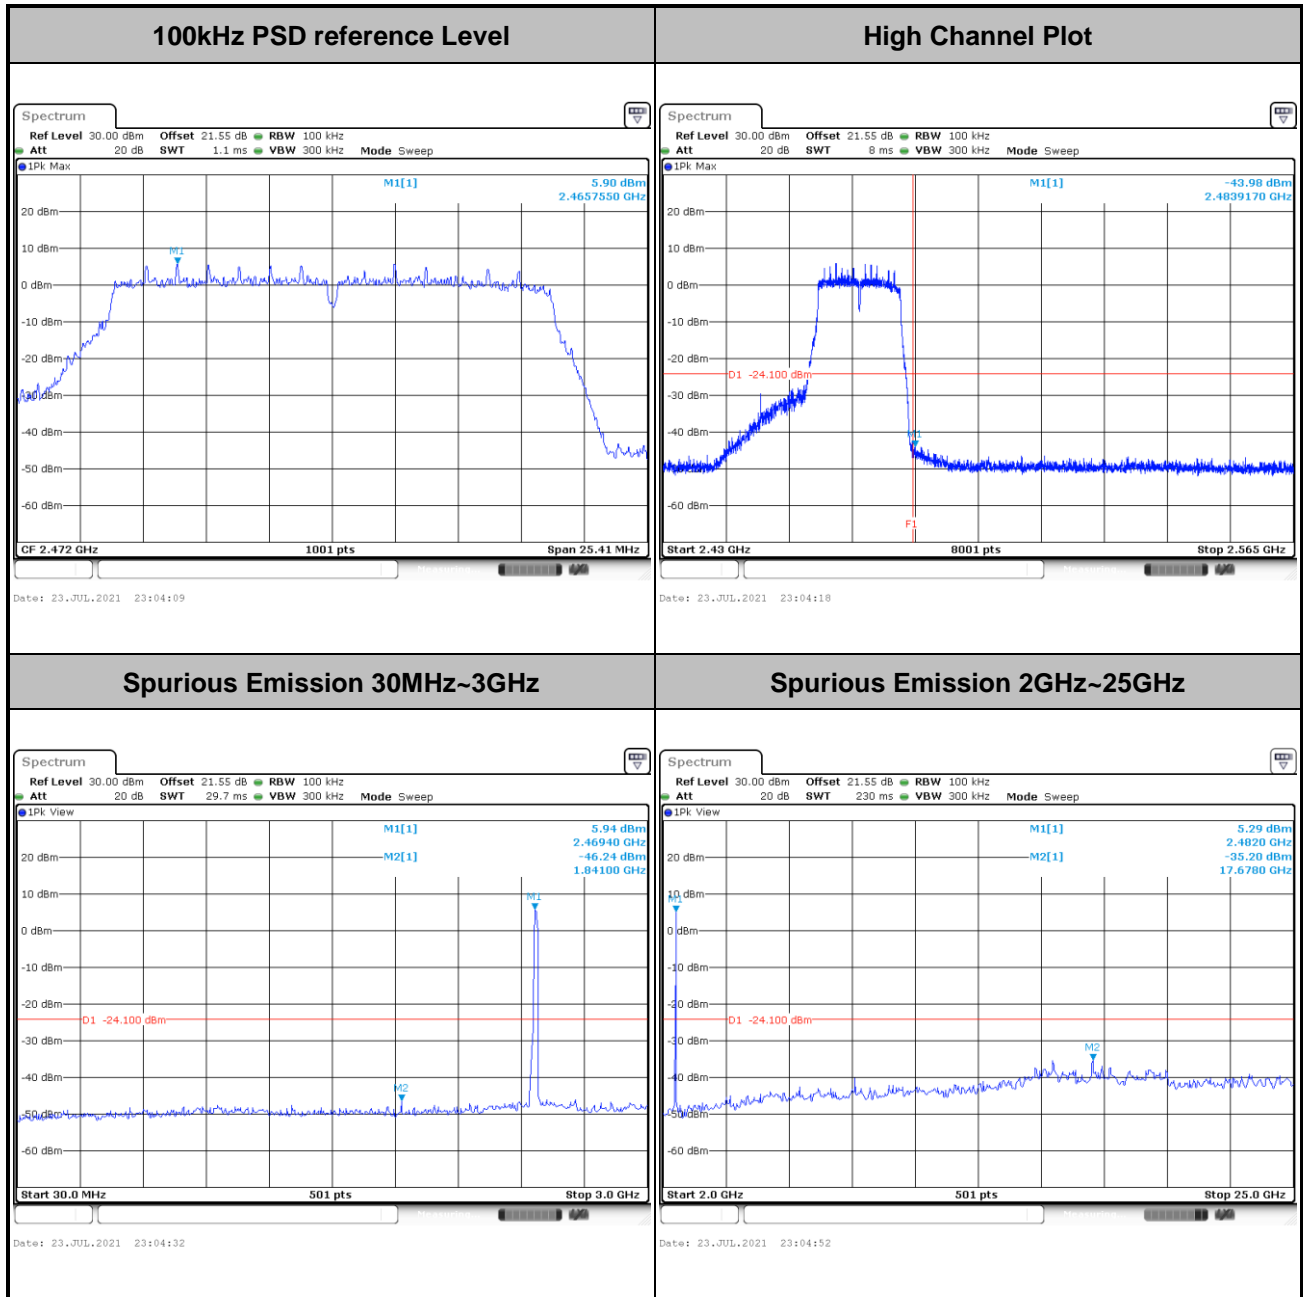 100kHz PSD reference Level
Spectrum
Ref Level 30.00 dBm Offset 21.55 dB RBW 100 kHz
Att 20 dB SWT 1.1 ms VBW 300 kHz Mode Sweep
1Pk Max
M1[1] 5.90 dBm
2.4657550 GHz
20 dBm
10 dBm
M1
0 dBm
-10 dBm
-20 dBm
-30 dBm
-40 dBm
-50 dBm
-60 dBm
CF 2.472 GHz 1001 pts Span 25.41 MHz
Date: 23.JUL.2021 23:04:09
High Channel Plot
Spectrum
Ref Level 30.00 dBm Offset 21.55 dB RBW 100 kHz
Att 20 dB SWT 8 ms VBW 300 kHz Mode Sweep
1Pk Max
M1[1] -43.98 dBm
2.4839170 GHz
20 dBm
10 dBm
0 dBm
-10 dBm
-20 dBm
D1 -24.100 dBm
-30 dBm
-40 dBm
M1
-50 dBm
-60 dBm
F1
Start 2.43 GHz 8001 pts Stop 2.565 GHz
Measuring
Date: 23.JUL.2021 23:04:18
Spurious Emission 30MHz~3GHz
Spectrum
Ref Level 30.00 dBm Offset 21.55 dB RBW 100 kHz
Att 20 dB SWT 29.7 ms VBW 300 kHz Mode Sweep
1Pk View
M1[1] 5.94 dBm
2.46940 GHz
M2[1] -46.24 dBm
1.84100 GHz
20 dBm
10 dBm
M1
0 dBm
-10 dBm
-20 dBm
D1 -24.100 dBm
-30 dBm
-40 dBm
M2
-50 dBm
-60 dBm
Start 30.0 MHz 501 pts Stop 3.0 GHz
Date: 23.JUL.2021 23:04:32
Spurious Emission 2GHz~25GHz
Spectrum
Ref Level 30.00 dBm Offset 21.55 dB RBW 100 kHz
Att 20 dB SWT 230 ms VBW 300 kHz Mode Sweep
1Pk View
M1[1] 5.29 dBm
2.4820 GHz
M2[1] -35.20 dBm
17.6780 GHz
20 dBm
10 dBm
M1
0 dBm
-10 dBm
-20 dBm
D1 -24.100 dBm
-30 dBm
M2
-40 dBm
-50 dBm
-60 dBm
Start 2.0 GHz 501 pts Stop 25.0 GHz
Date: 23.JUL.2021 23:04:52